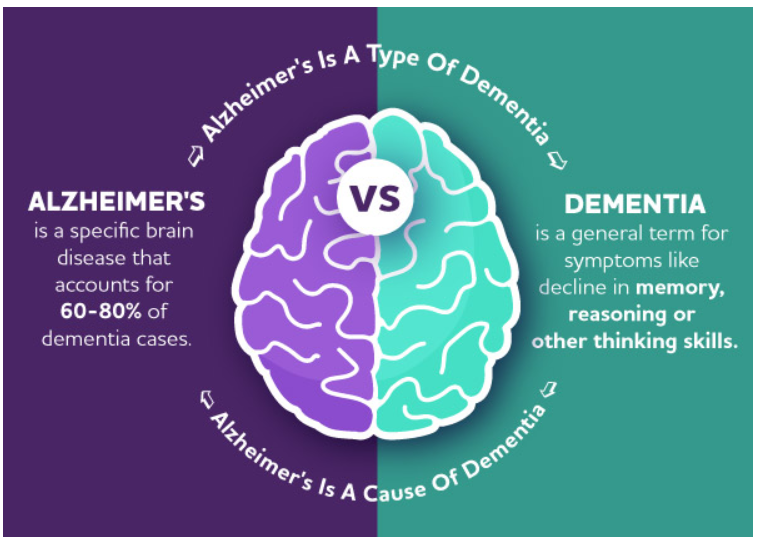 Alzheimer's Is A Type Of Dementia
VS
ALZHEIMER'S
is a specific brain
disease that
accounts for
60-80% of
dementia cases.
DEMENTIA
is a general term for
symptoms like
decline in memory,
reasoning or
other thinking skills.
Alzheimer's Is A Cause Of Dementia